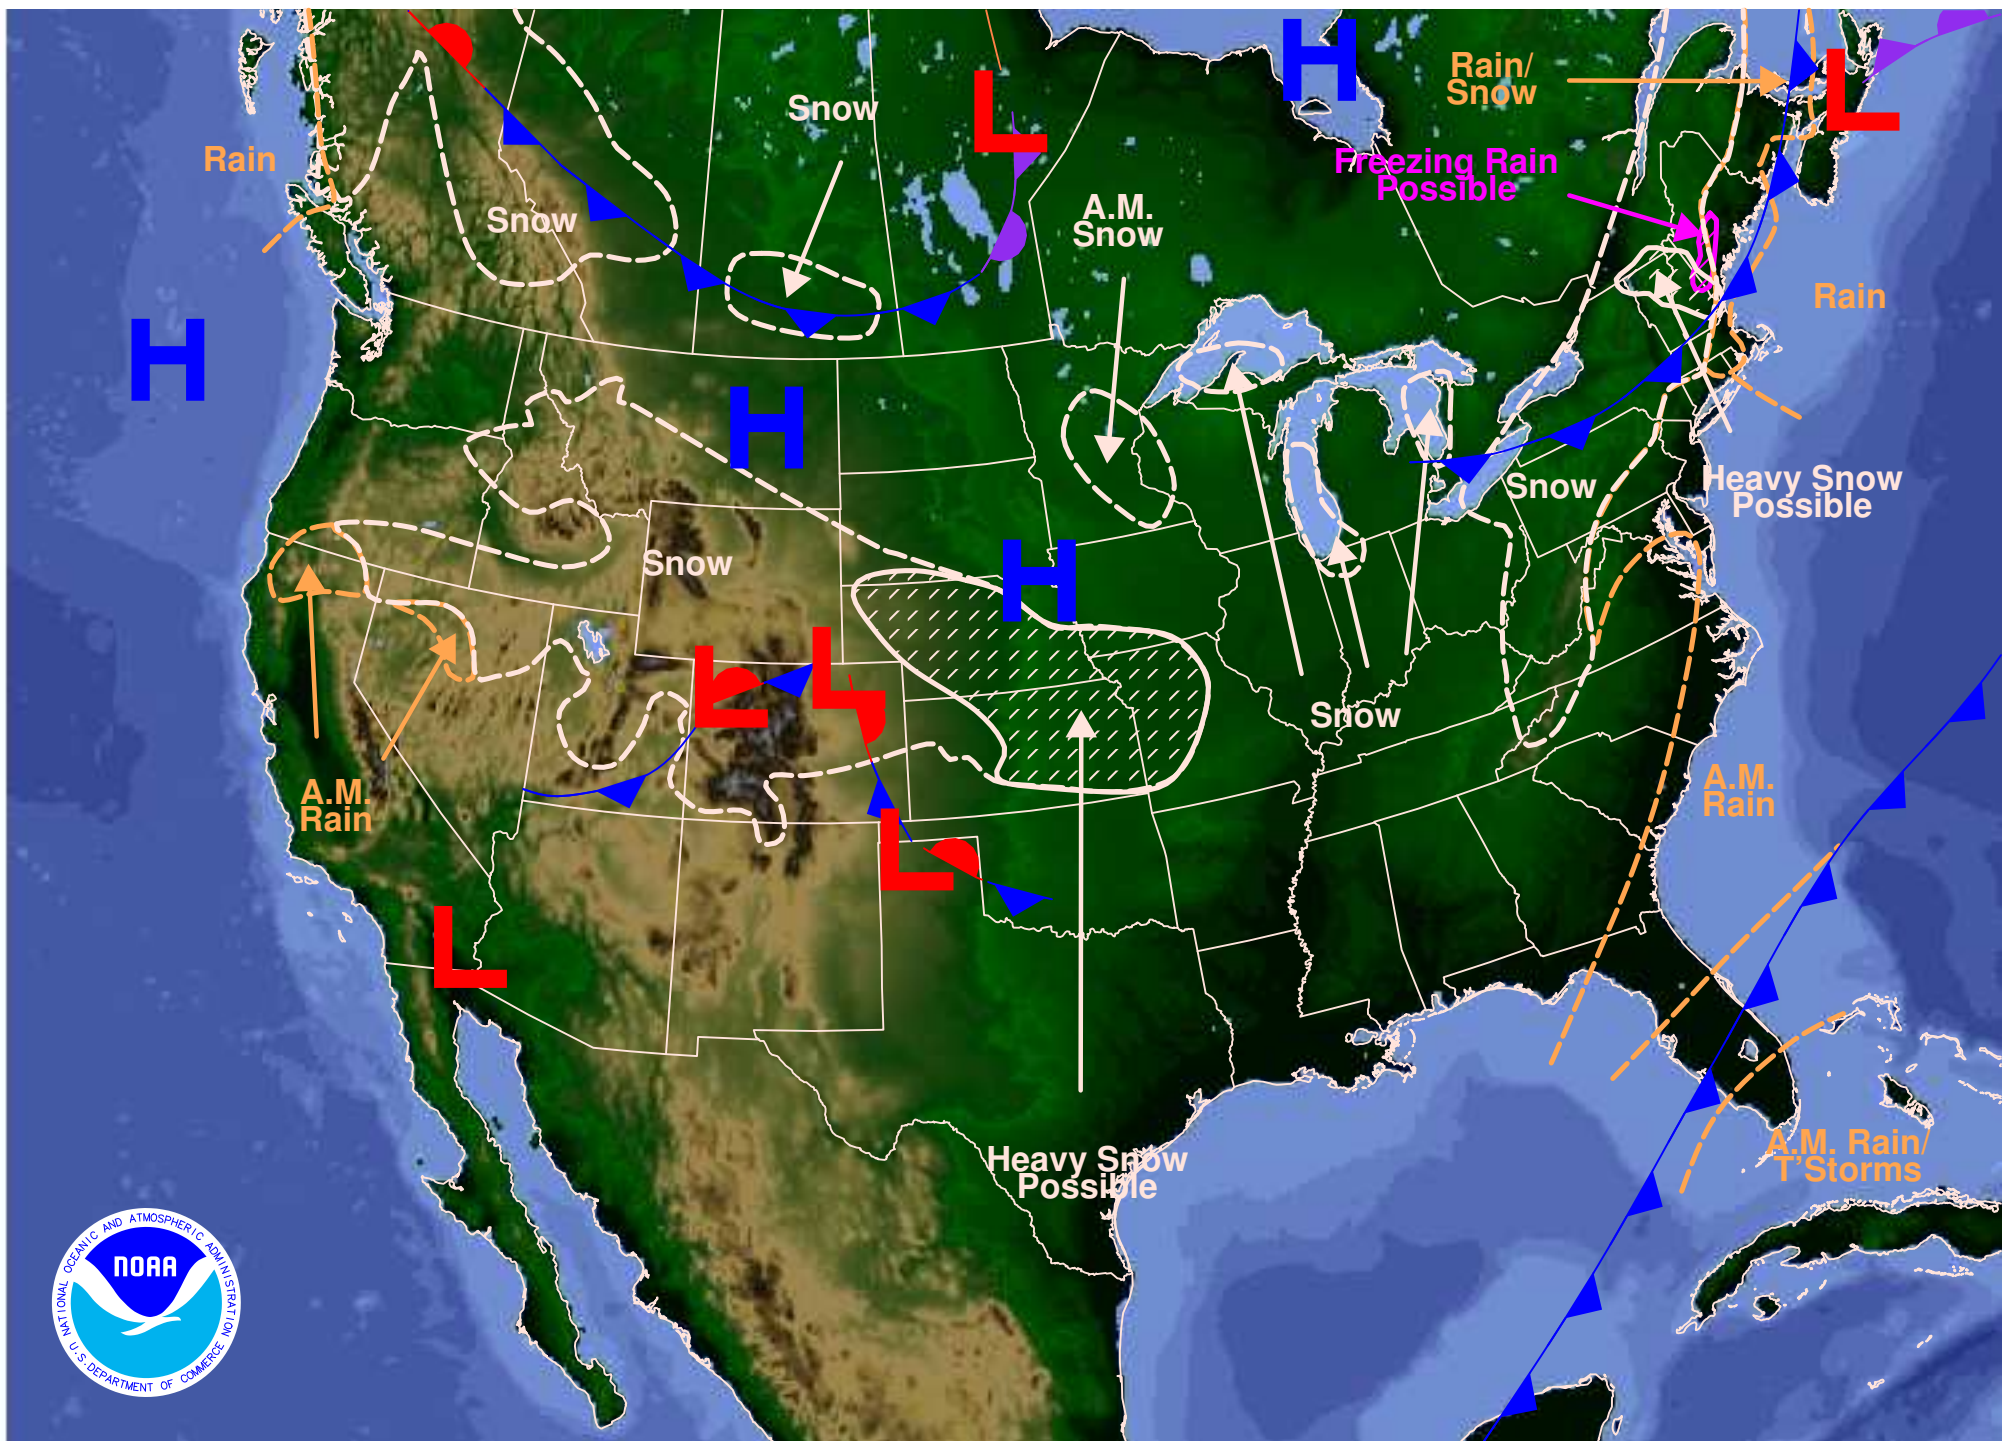 H
Rain/
Snow
L
L
Snow
Rain
Freezing Rain
Possible
A.M.
Snow
Snow
Rain
H
H
Snow
Heavy Snow
Possible
Snow
H
L
L
Snow
A.M.
Rain
A.M.
Rain
L
L
A.M. Rain/
T'Storms
Heavy Snow
Possible
NATIONAL OCEANIC AND ATMOSPHERIC ADMINISTRATION
NOAA
U.S. DEPARTMENT OF COMMERCE